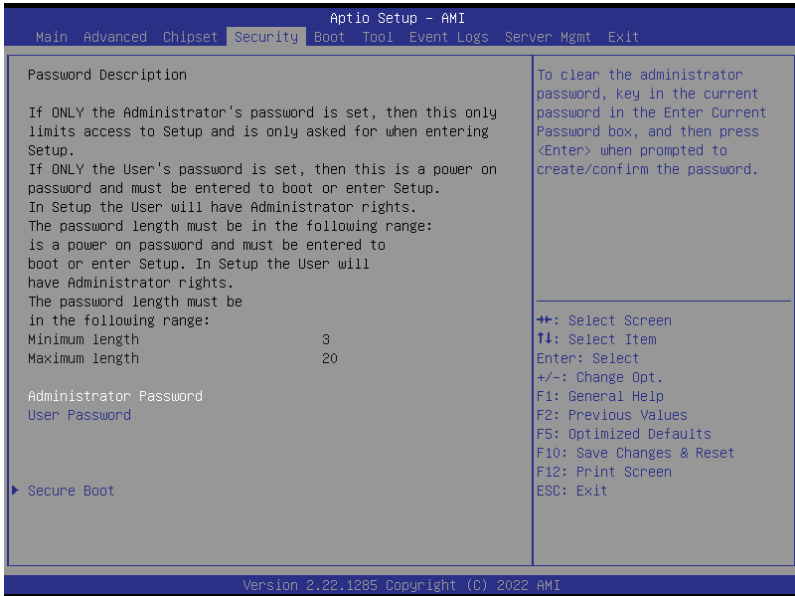 Aptio Setup – AMI
Main Advanced Chipset Security Boot Tool Event Logs Server Mgmt Exit
Password Description
If ONLY the Administrator's password is set, then this only
limits access to Setup and is only asked for when entering
Setup.
If ONLY the User's password is set, then this is a power on
password and must be entered to boot or enter Setup.
In Setup the User will have Administrator rights.
The password length must be in the following range:
is a power on password and must be entered to
boot or enter Setup. In Setup the User will
have Administrator rights.
The password length must be
in the following range:
Minimum length 3
Maximum length 20
Administrator Password
User Password
Secure Boot
To clear the administrator
password, key in the current
password in the Enter Current
Password box, and then press
<Enter> when prompted to
create/confirm the password.
→←: Select Screen
↑↓: Select Item
Enter: Select
+/-: Change Opt.
F1: General Help
F2: Previous Values
F5: Optimized Defaults
F10: Save Changes & Reset
F12: Print Screen
ESC: Exit
Version 2.22.1285 Copyright (C) 2022 AMI